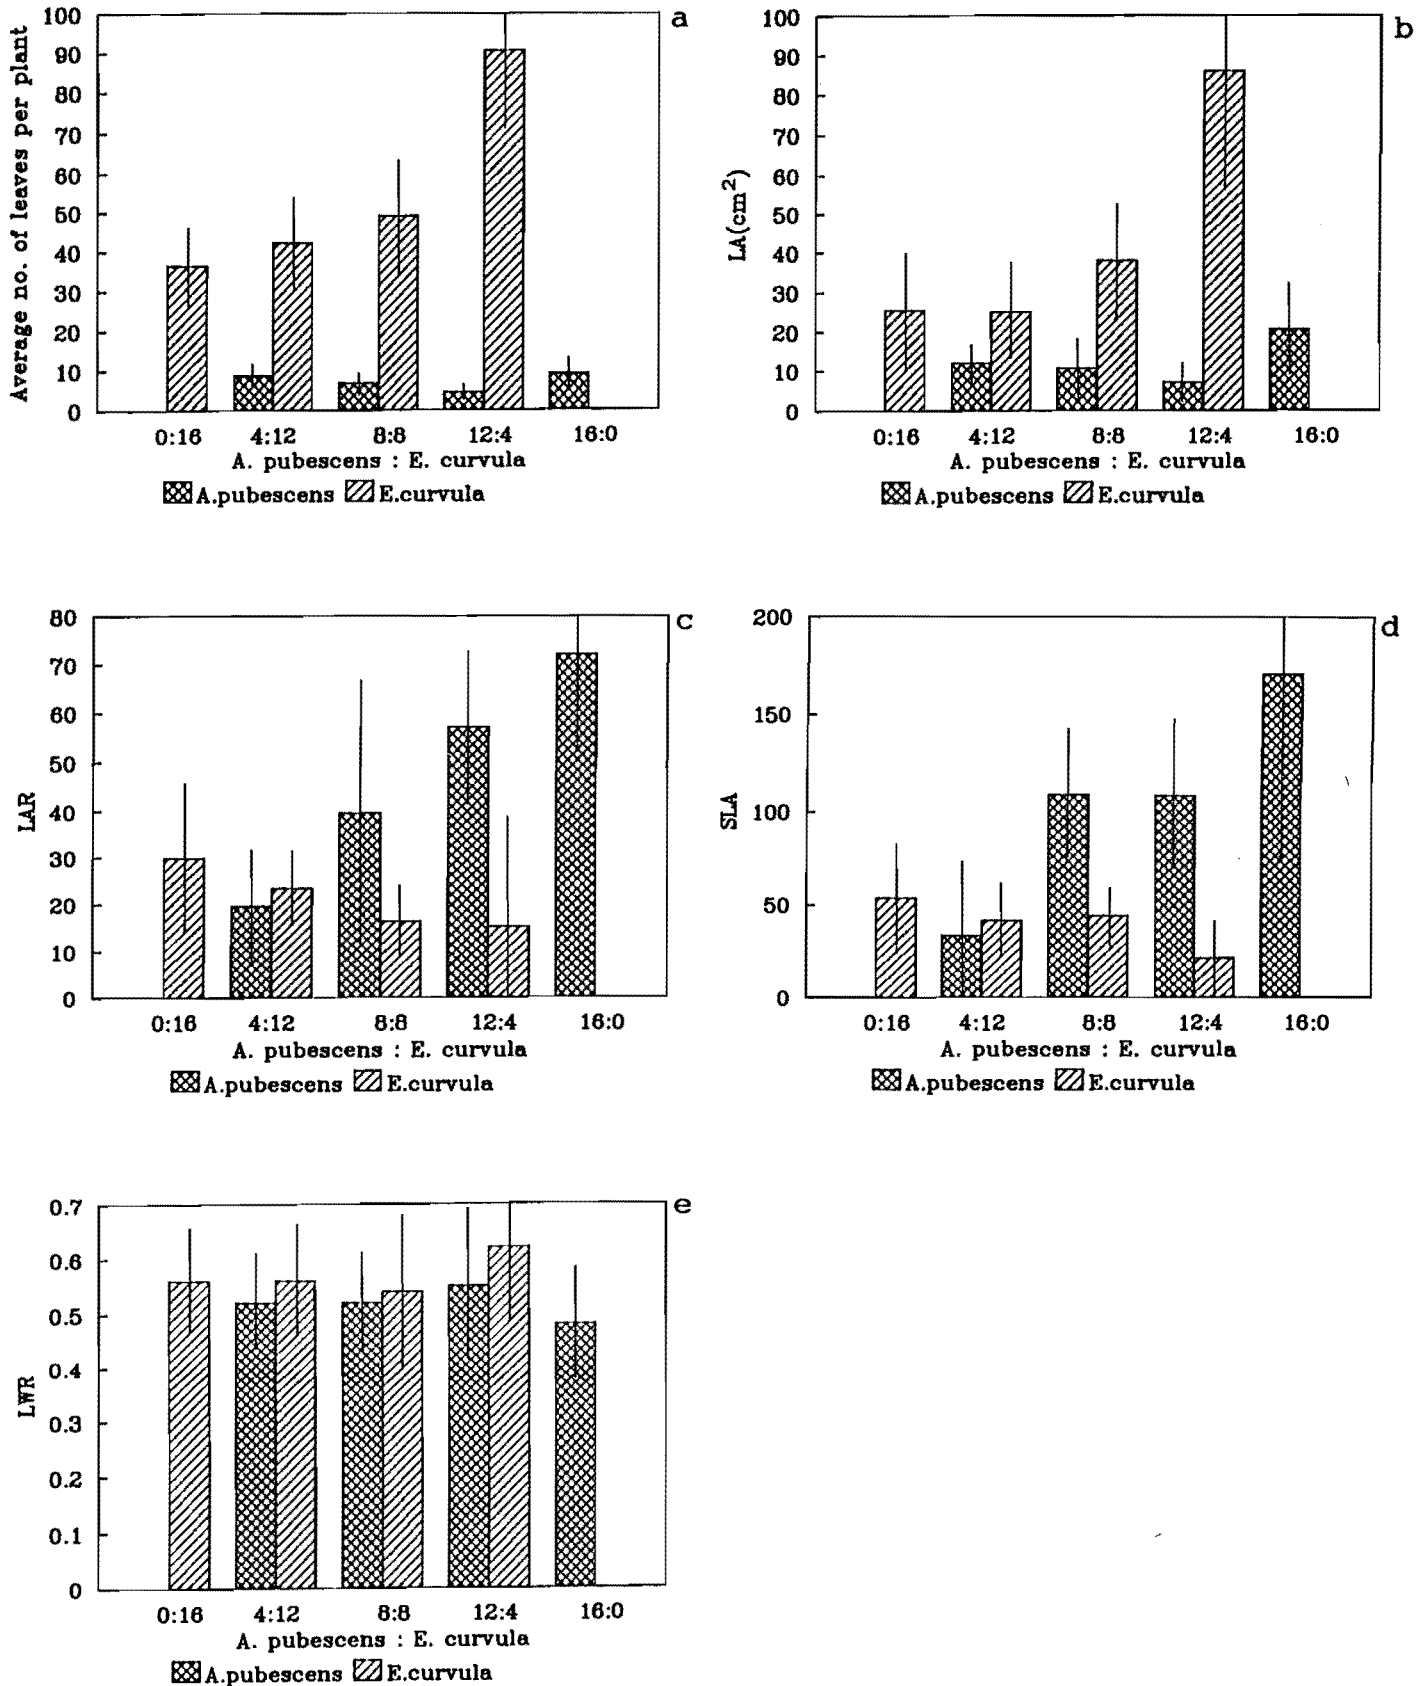 a
Average no. of leaves per plant
100
90
80
70
60
50
40
30
20
10
0
0:16 4:12 8:8 12:4 16:0
A. pubescens : E. curvula
A.pubescens E.curvula
b
LA(cm2)
100
90
80
70
60
50
40
30
20
10
0
0:16 4:12 8:8 12:4 16:0
A. pubescens : E. curvula
A.pubescens E.curvula
c
LAR
80
70
60
50
40
30
20
10
0
0:16 4:12 8:8 12:4 16:0
A. pubescens : E. curvula
A.pubescens E.curvula
d
SLA
200
150
100
50
0
0:16 4:12 8:8 12:4 16:0
A. pubescens : E. curvula
A.pubescens E.curvula
e
LWR
0.7
0.6
0.5
0.4
0.3
0.2
0.1
0
0:16 4:12 8:8 12:4 16:0
A. pubescens : E. curvula
A.pubescens E.curvula